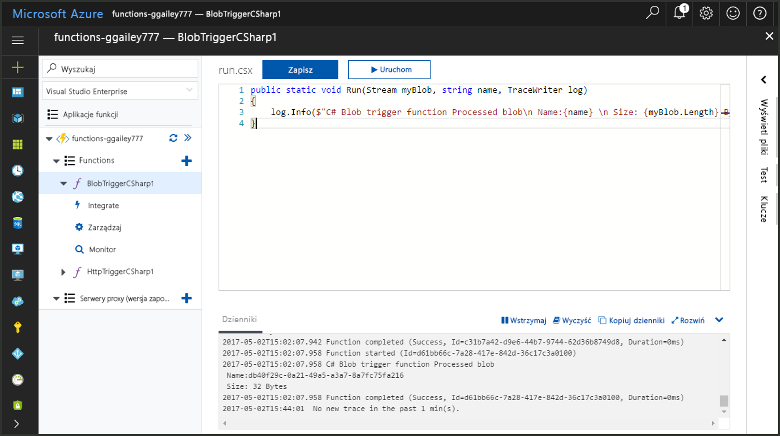 Microsoft Azure functions-ggailey777 — BlobTriggerCSharp1
1
functions-ggailey777 — BlobTriggerCSharp1
Wyszukaj
Visual Studio Enterprise
Aplikacje funkcji
functions-ggailey777
Functions
BlobTriggerCSharp1
Integrate
Zarządzaj
Monitor
HttpTriggerCSharp1
Serwery proxy (wersja zapo...
run.csx
Zapisz
Uruchom
1 public static void Run(Stream myBlob, string name, TraceWriter log)
2 {
3 log.Info($"C# Blob trigger function Processed blob\n Name:{name} \n Size: {myBlob.Length} B
4 }
Wyświetl pliki
Test
Klucze
Dzienniki
Wstrzymaj
Wyczyść
Kopiuj dzienniki
Rozwiń
2017-05-02T15:02:07.942 Function completed (Success, Id=c31b7a42-d9e6-44b7-9744-62d36b8749d8, Duration=0ms)
2017-05-02T15:02:07.958 Function started (Id=d61bb66c-7a28-417e-842d-36c17c3a0100)
2017-05-02T15:02:07.958 C# Blob trigger function Processed blob
Name:db40f29c-0a21-49a5-a3a7-8a7fc75fa216
Size: 32 Bytes
2017-05-02T15:02:07.958 Function completed (Success, Id=d61bb66c-7a28-417e-842d-36c17c3a0100, Duration=0ms)
2017-05-02T15:44:01 No new trace in the past 1 min(s).